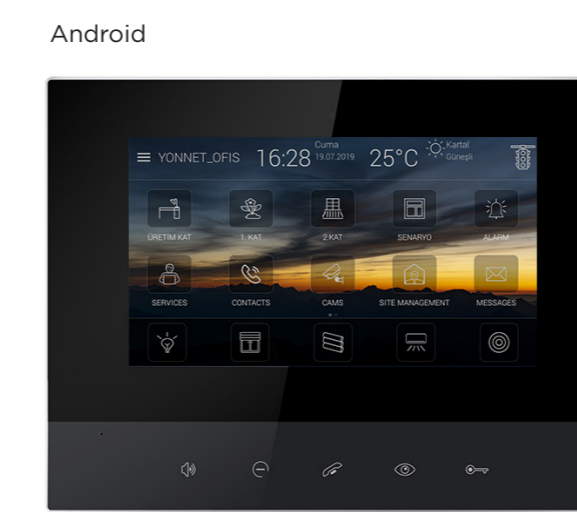 Android
YONNET_OFIS
16:28
Cuma
19.07.2019
25°C
Kartal
Güneşli
ÜRETİM KAT
1. KAT
2.KAT
SENARYO
ALARM
SERVICES
CONTACTS
CAMS
SITE MANAGEMENT
MESSAGES